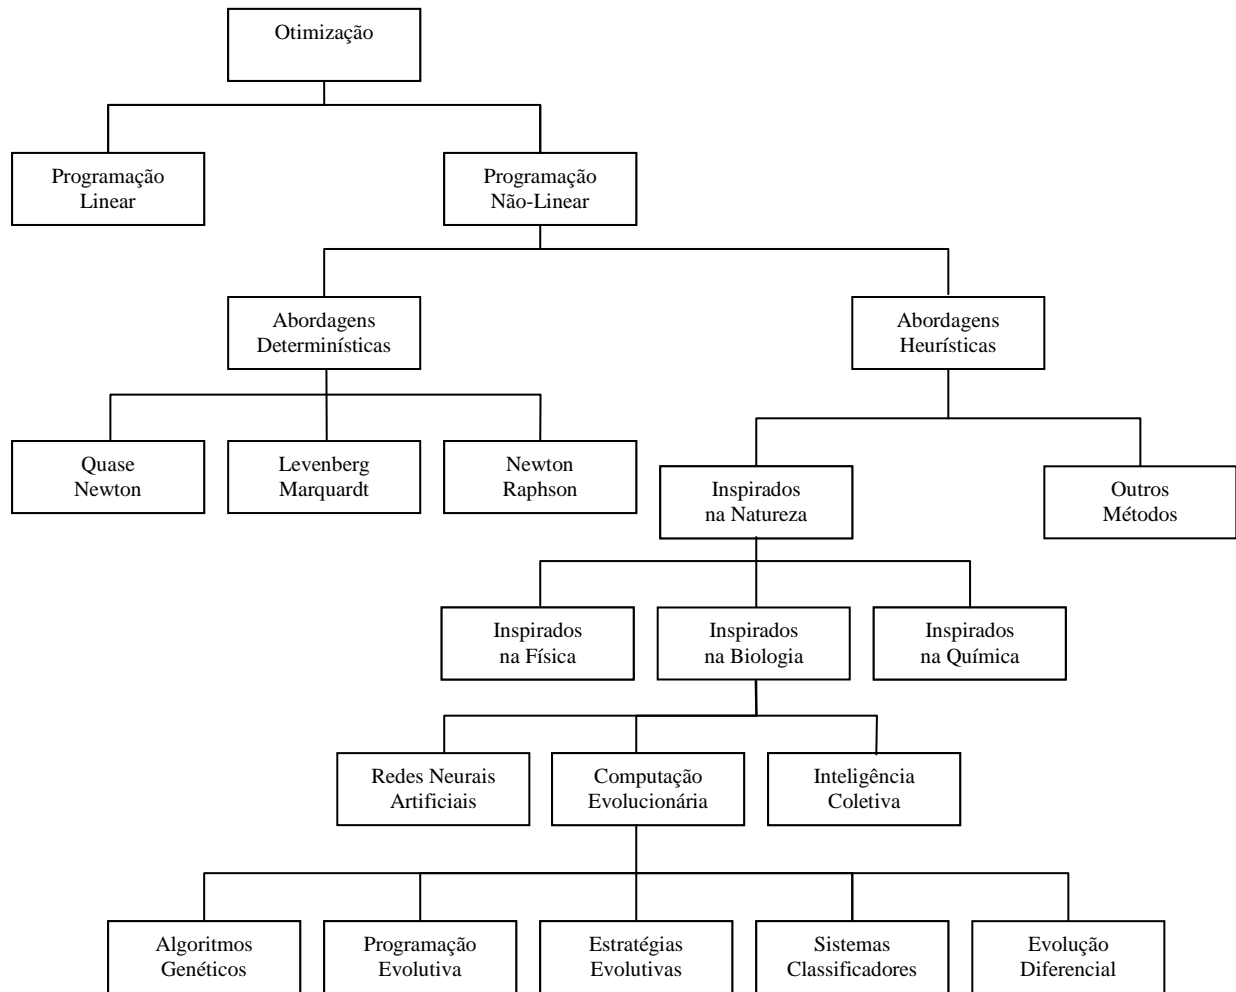 Otimização
Programação
Linear
Programação
Não-Linear
Abordagens
Determinísticas
Abordagens
Heurísticas
Quase
Newton
Levenberg
Marquardt
Newton
Raphson
Inspirados
na Natureza
Outros
Métodos
Inspirados
na Física
Inspirados
na Biologia
Inspirados
na Química
Redes Neurais
Artificiais
Computação
Evolucionária
Inteligência
Coletiva
Algoritmos
Genéticos
Programação
Evolutiva
Estratégias
Evolutivas
Sistemas
Classificadores
Evolução
Diferencial